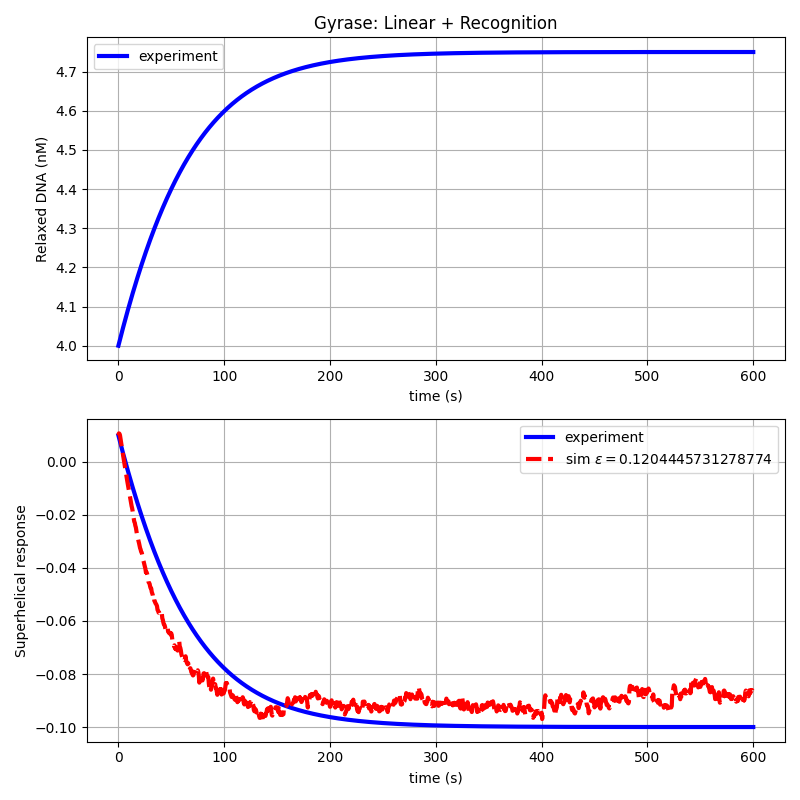 Gyrase: Linear + Recognition
experiment
4.7
4.6
4.5
4.4
4.3
4.2
4.1
4.0
Relaxed DNA (nM)
0 100 200 300 400 500 600
time (s)
experiment
sim ε = 0.1204445731278774
0.00
−0.02
−0.04
−0.06
−0.08
−0.10
Superhelical response
0 100 200 300 400 500 600
time (s)